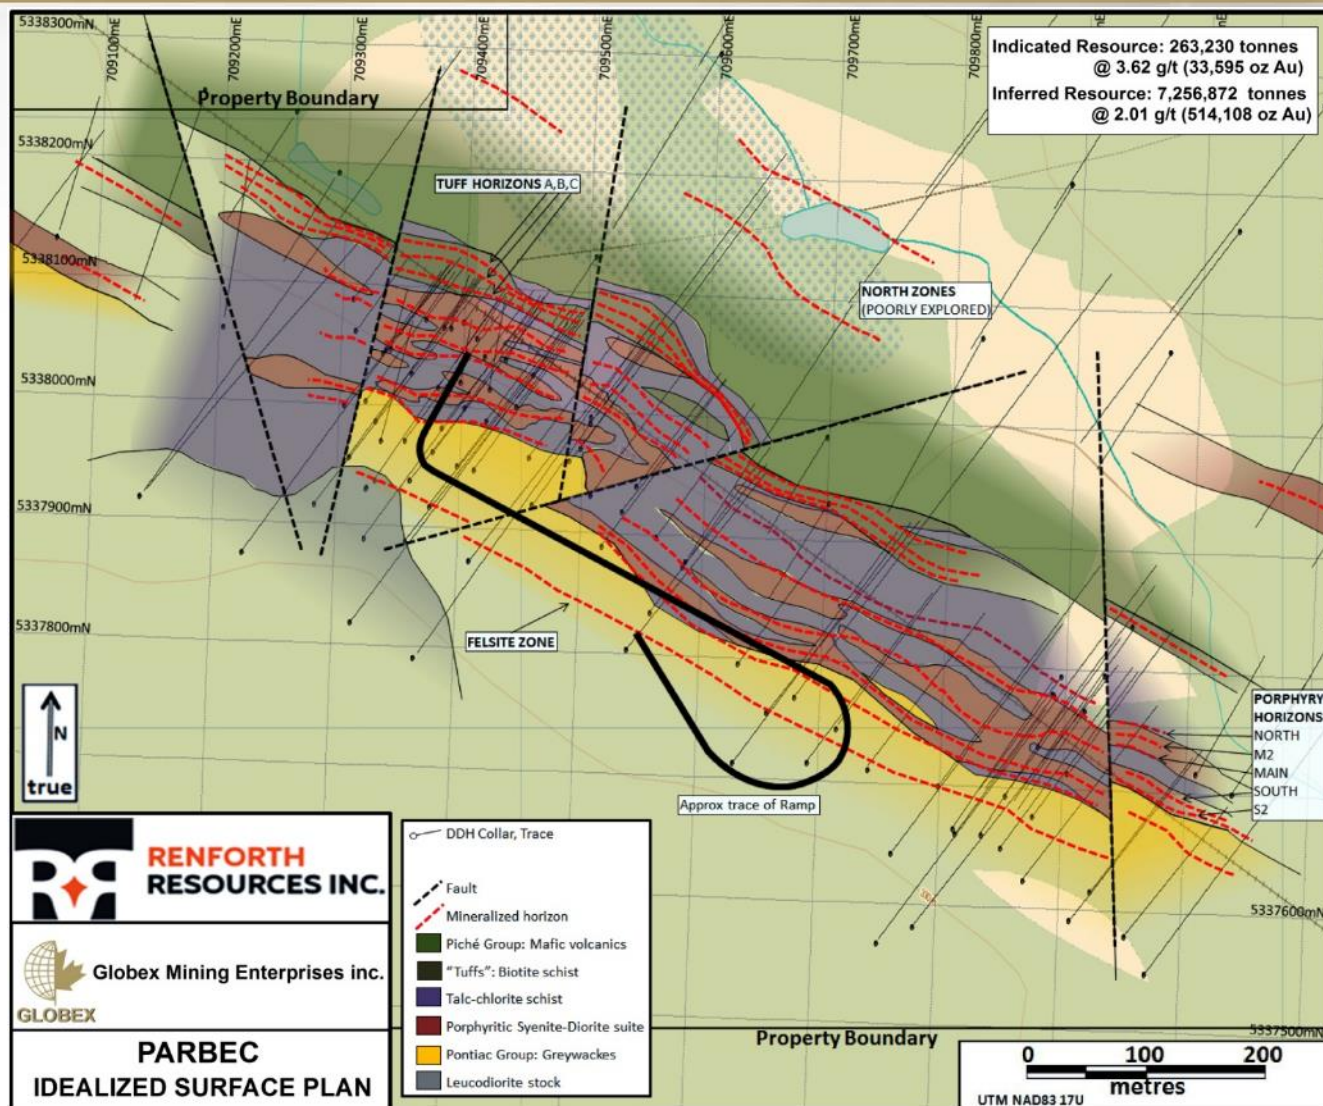 5338300mN
709100mE
709200mE
709300mE
709400mE
709500mE
709600mE
709700mE
709800mE
mE
mE
Indicated Resource: 263,230 tonnes
@ 3.62 g/t (33,595 oz Au)
Inferred Resource: 7,256,872 tonnes
@ 2.01 g/t (514,108 oz Au)
Property Boundary
5338200mN
TUFF HORIZONS A,B,C
5338100mN
NORTH ZONES
(POORLY EXPLORED)
5338000mN
5337900mN
5337800mN
FELSITE ZONE
N
true
PORPHYRY
HORIZONS
NORTH
M2
MAIN
SOUTH
S2
Approx trace of Ramp
RENFORTH
RESOURCES INC.
GLOBEX
Globex Mining Enterprises inc.
PARBEC
IDEALIZED SURFACE PLAN
DDH Collar, Trace
Fault
Mineralized horizon
Piché Group: Mafic volcanics
"Tuffs": Biotite schist
Talc-chlorite schist
Porphyritic Syenite-Diorite suite
Pontiac Group: Greywackes
Leucodiorite stock
5337600mN
5337500mN
Property Boundary
0 100 200
metres
UTM NAD83 17U